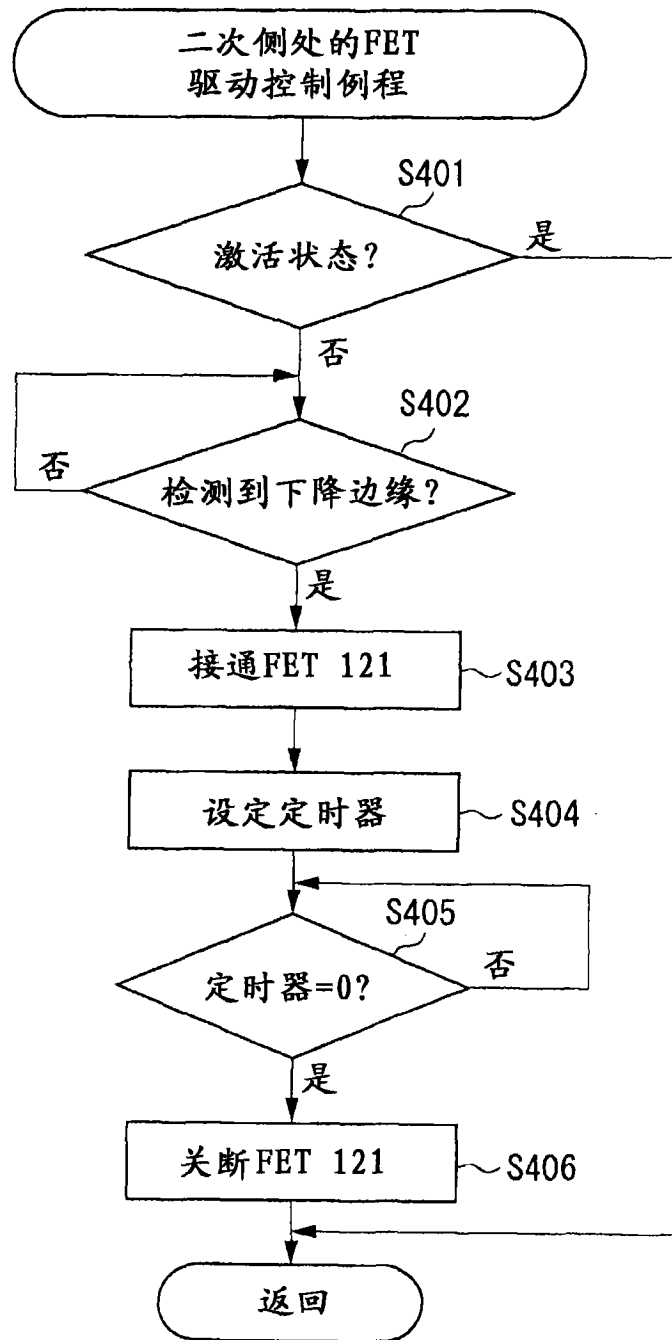 二次侧处的FET
驱动控制例程
S401
激活状态?
是
否
S402
否
检测到下降边缘?
是
接通FET 121
S403
设定定时器
S404
S405
定时器=0?
否
是
关断FET 121
S406
返回